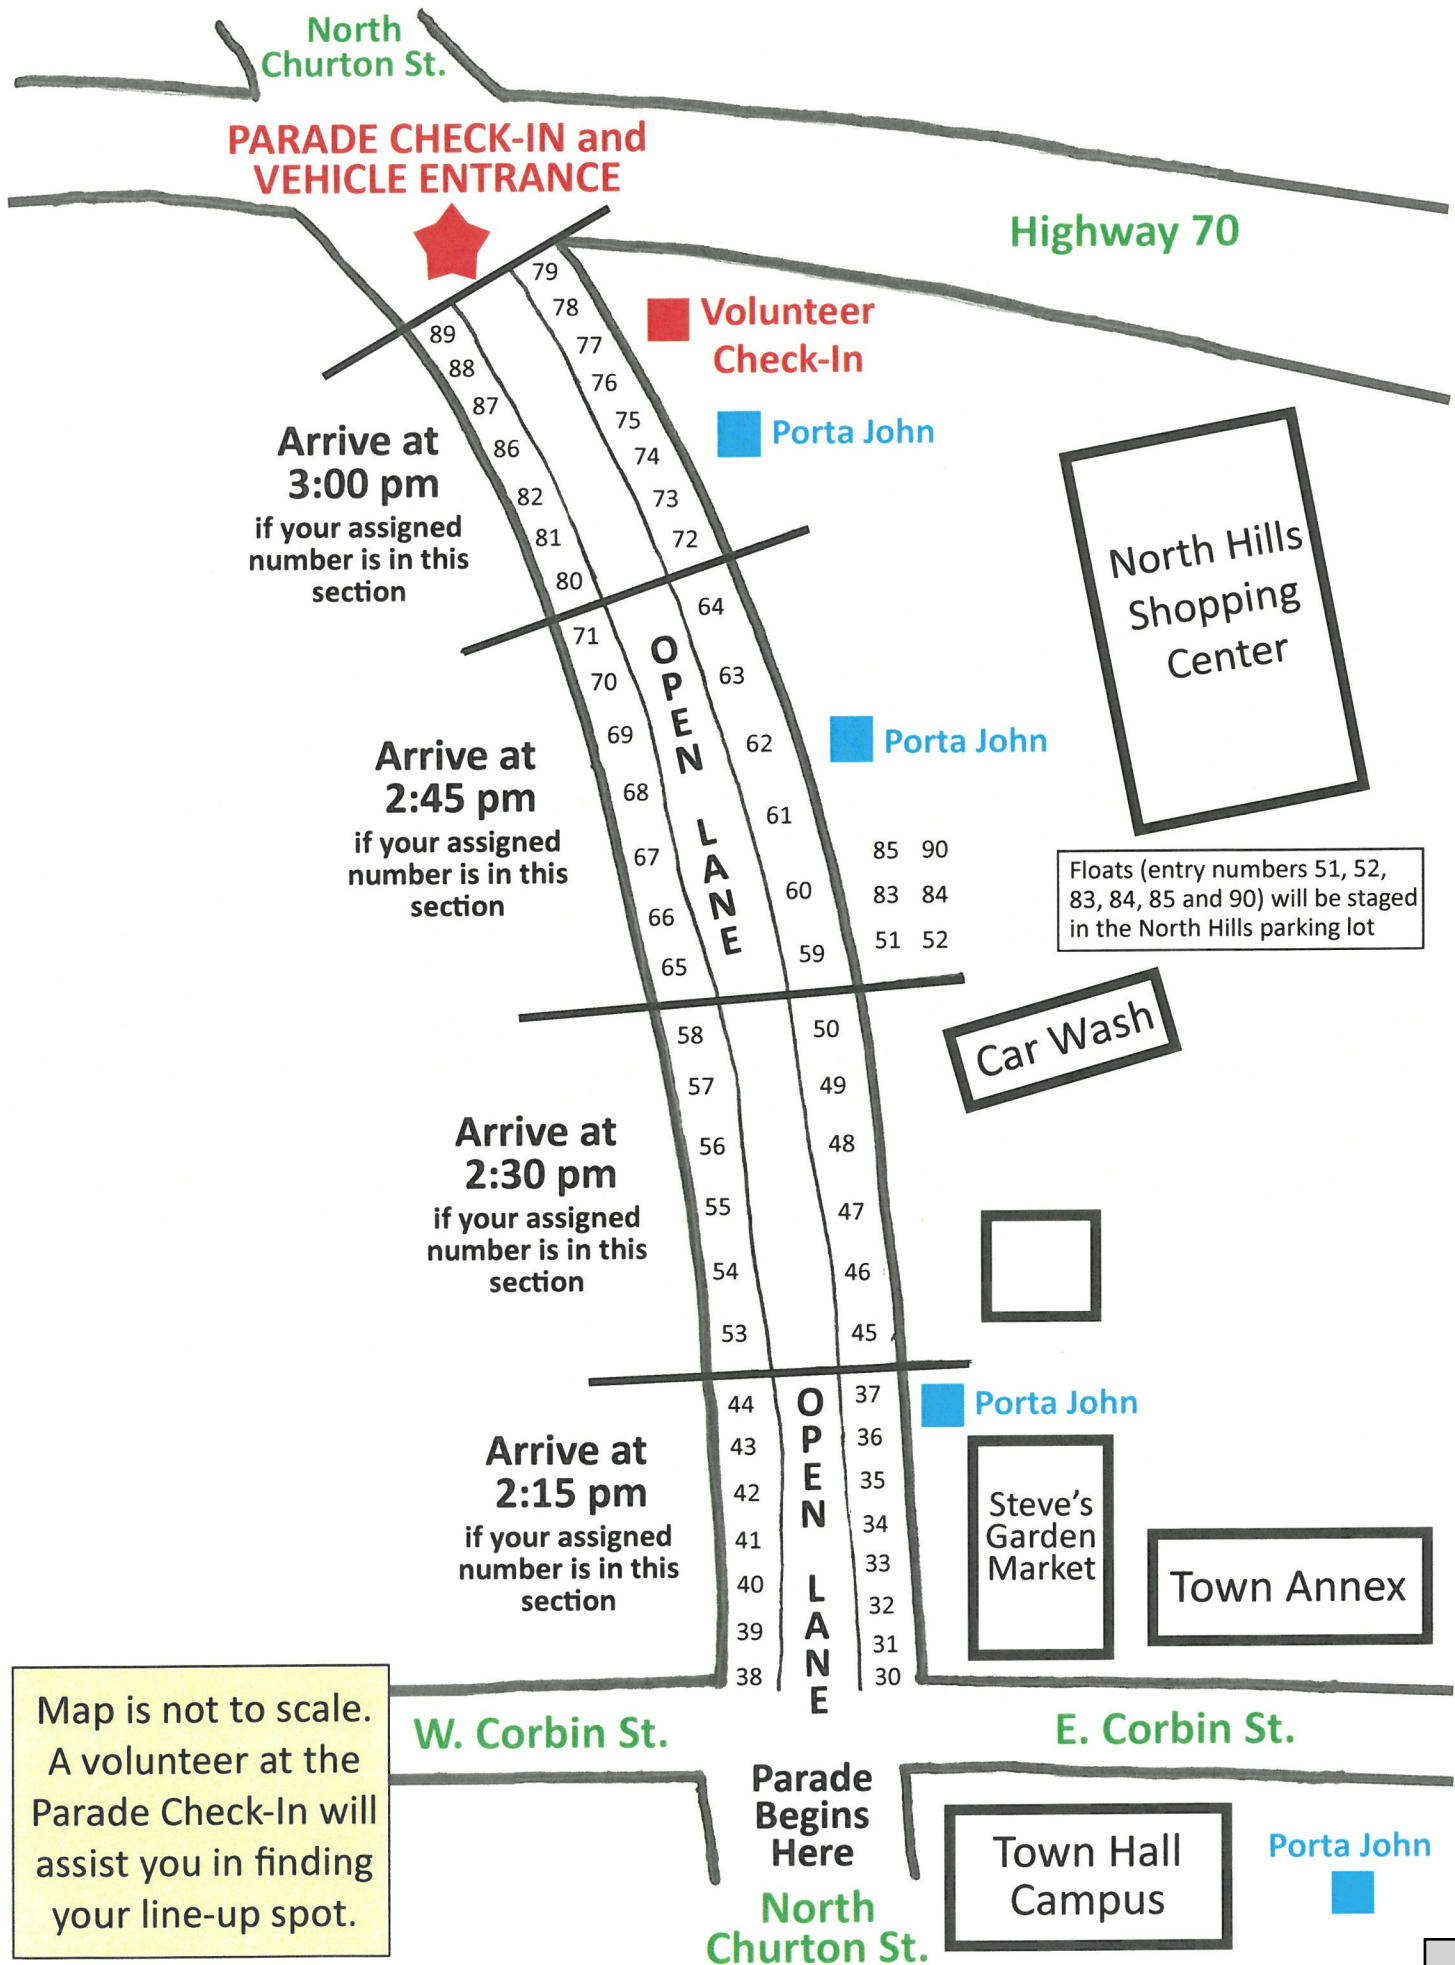 North
Churton St.
PARADE CHECK-IN and
VEHICLE ENTRANCE
Highway 70
79
78
77
76
75
74
73
72
89
88
87
86
82
81
80
Volunteer
Check-In
Porta John
Arrive at
3:00 pm
if your assigned
number is in this
section
North Hills
Shopping
Center
64
63
62
61
60
59
71
70
69
68
67
66
65
OPEN LANE
Porta John
Arrive at
2:45 pm
if your assigned
number is in this
section
85 90
83 84
51 52
Floats (entry numbers 51, 52,
83, 84, 85 and 90) will be staged
in the North Hills parking lot
Car Wash
58
57
56
55
54
53
50
49
48
47
46
45
Arrive at
2:30 pm
if your assigned
number is in this
section
44
43
42
41
40
39
38
OPEN LANE
37
36
35
34
33
32
31
30
Porta John
Arrive at
2:15 pm
if your assigned
number is in this
section
Steve's
Garden
Market
Town Annex
W. Corbin St.
E. Corbin St.
Map is not to scale.
A volunteer at the
Parade Check-In will
assist you in finding
your line-up spot.
Parade
Begins
Here
North
Churton St.
Town Hall
Campus
Porta John